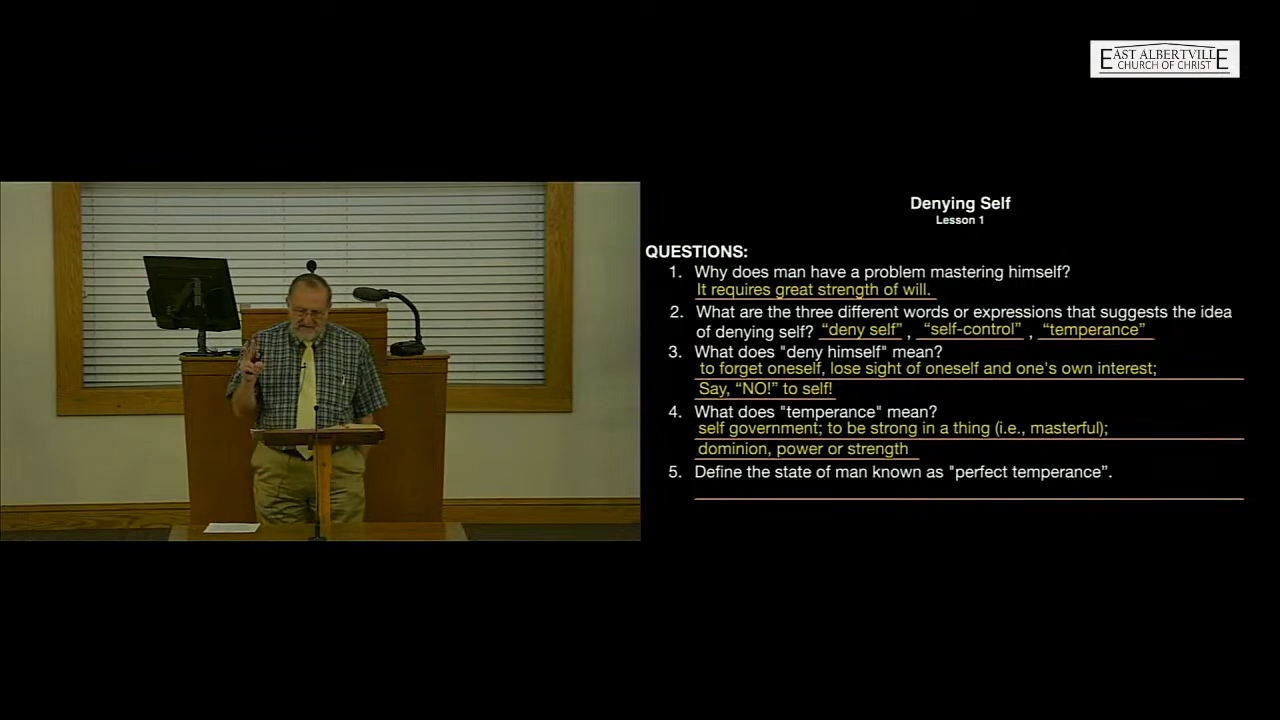 EAST ALBERTVILLE
CHURCH OF CHRIST
Denying Self
Lesson 1
QUESTIONS:
1. Why does man have a problem mastering himself?
It requires great strength of will.
2. What are the three different words or expressions that suggests the idea
of denying self? “deny self” , “self-control” , “temperance”
3. What does "deny himself" mean?
to forget oneself, lose sight of oneself and one's own interest;
Say, “NO!” to self!
4. What does "temperance" mean?
self government; to be strong in a thing (i.e., masterful);
dominion, power or strength
5. Define the state of man known as "perfect temperance”.